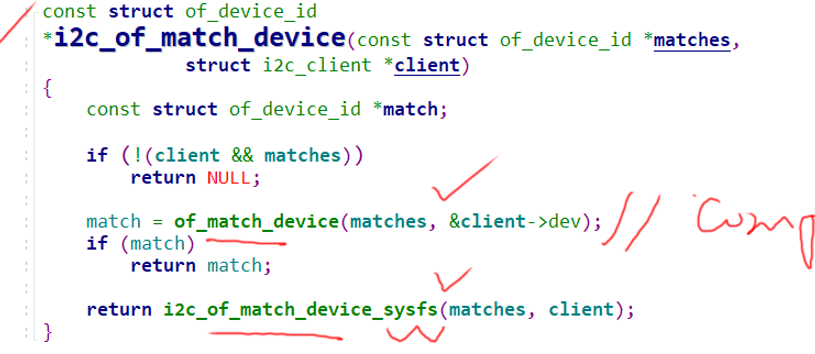 const struct of_device_id
*i2c_of_match_device(const struct of_device_id *matches,
struct i2c_client *client)
{
const struct of_device_id *match;
if (!(client && matches))
return NULL;
match = of_match_device(matches, &client->dev); // comp
if (match)
return match;
return i2c_of_match_device_sysfs(matches, client);
}